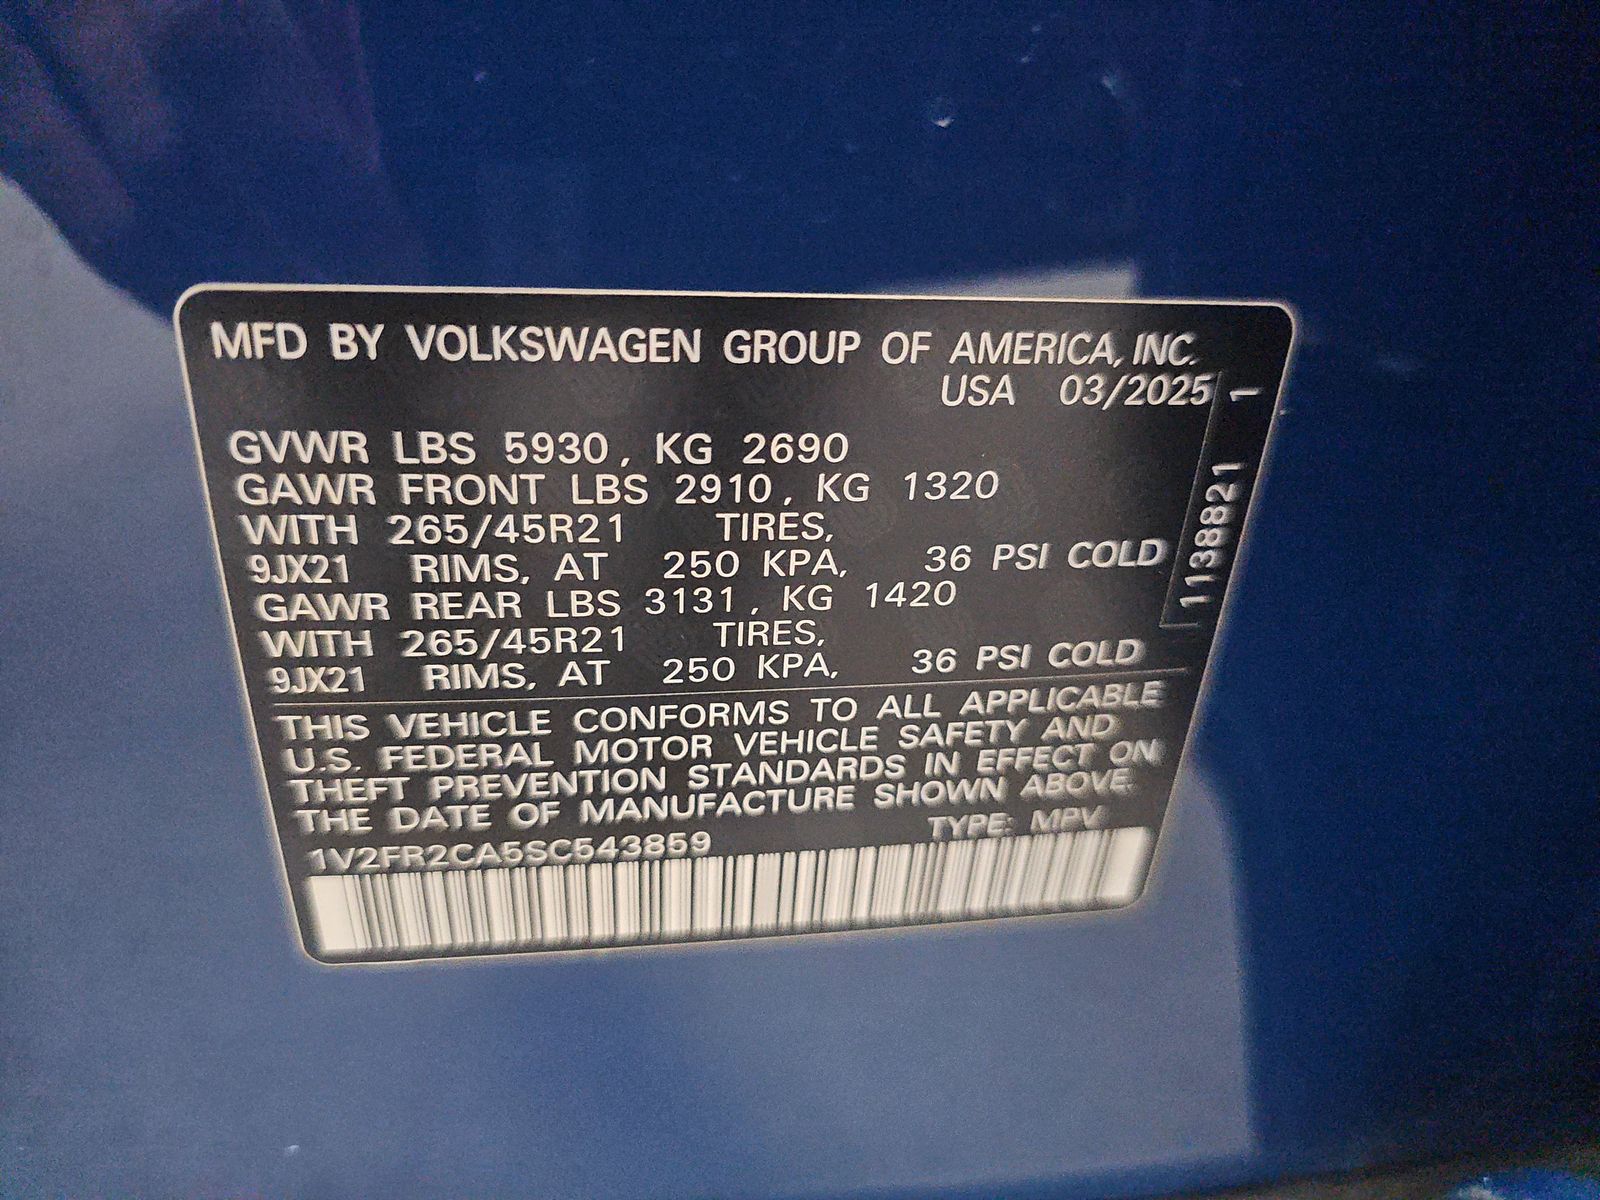 MFD BY VOLKSWAGEN GROUP OF AMERICA, INC.
USA 03/2025
GVWR LBS 5930, KG 2690
GAWR FRONT LBS 2910, KG 1320
WITH 265/45R21 TIRES,
9JX21 RIMS, AT 250 KPA, 36 PSI COLD
GAWR REAR LBS 3131, KG 1420
WITH 265/45R21 TIRES,
9JX21 RIMS, AT 250 KPA, 36 PSI COLD
THIS VEHICLE CONFORMS TO ALL APPLICABLE
U.S. FEDERAL MOTOR VEHICLE SAFETY AND
THEFT PREVENTION STANDARDS IN EFFECT ON
THE DATE OF MANUFACTURE SHOWN ABOVE.
1V2FR2CA5SC543859 TYPE: MPV
1138821 1